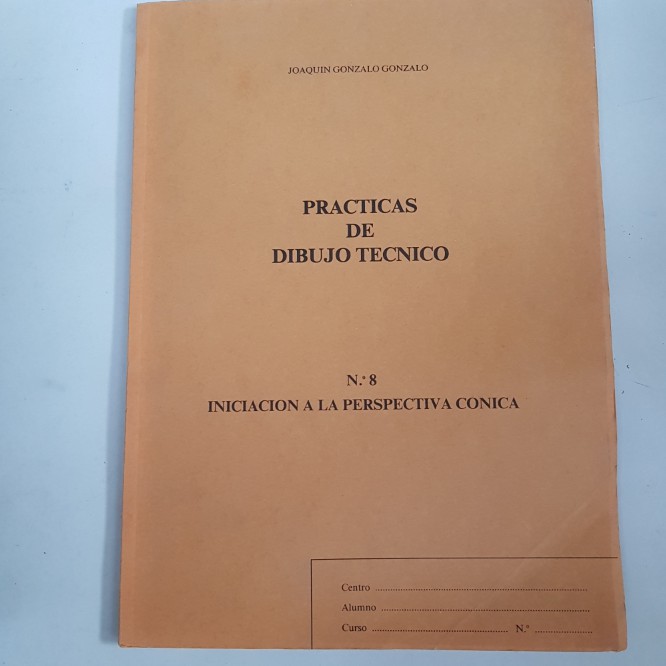 JOAQUIN GONZALO GONZALO
PRACTICAS
DE
DIBUJO TECNICO
N.º 8
INICIACION A LA PERSPECTIVA CONICA
Centro ..........................................................................
Alumno ........................................................................
Curso ............................................... N.º ....................